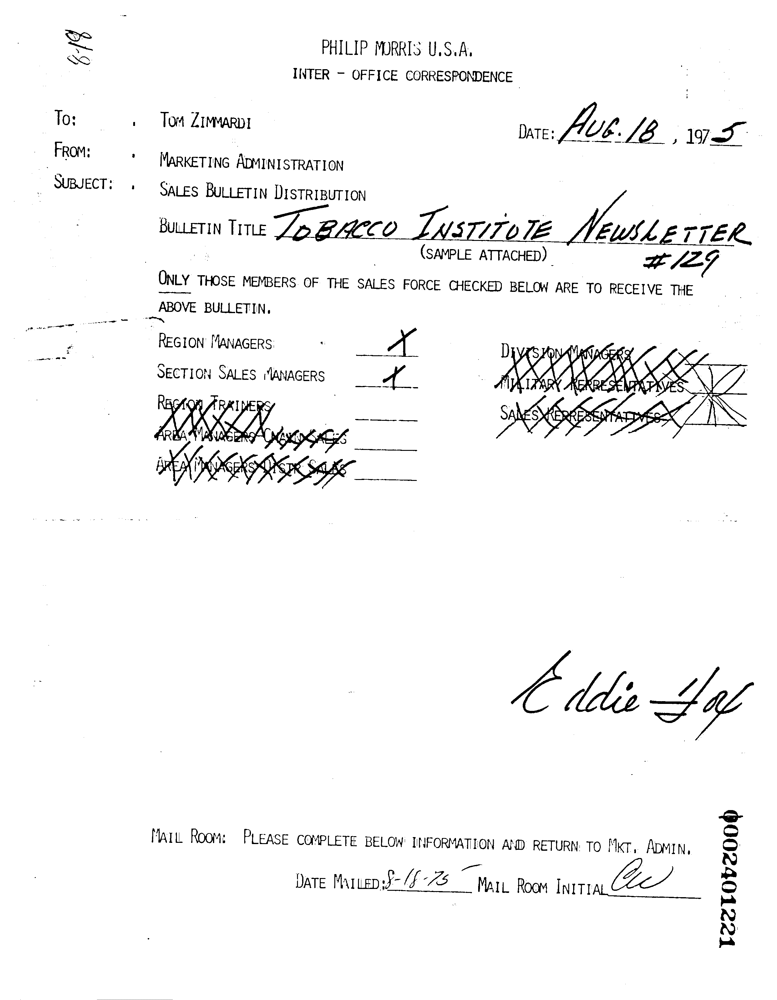 8-18
PHILIP MORRIS U.S.A.
INTER - OFFICE CORRESPONDENCE
TO: . TOM ZIMMARDI
DATE: AUG. 18, 1975
FROM: . MARKETING ADMINISTRATION
SUBJECT: . SALES BULLETIN DISTRIBUTION
BULLETIN TITLE TOBACCO INSTITUTE NEWSLETTER
(SAMPLE ATTACHED) #129
ONLY THOSE MEMBERS OF THE SALES FORCE CHECKED BELOW ARE TO RECEIVE THE
ABOVE BULLETIN.
REGION MANAGERS X
DIVISION MANAGERS
SECTION SALES MANAGERS X
MILITARY REPRESENTATIVES
REGION TRAINERS
SALES REPRESENTATIVES
AREA MANAGERS-CHAIN SALES
AREA MANAGERS-DISTR SALES
Eddie
MAIL ROOM: PLEASE COMPLETE BELOW INFORMATION AND RETURN TO MKT. ADMIN.
DATE MAILED: 8-18-75 MAIL ROOM INITIAL CW
0002401221